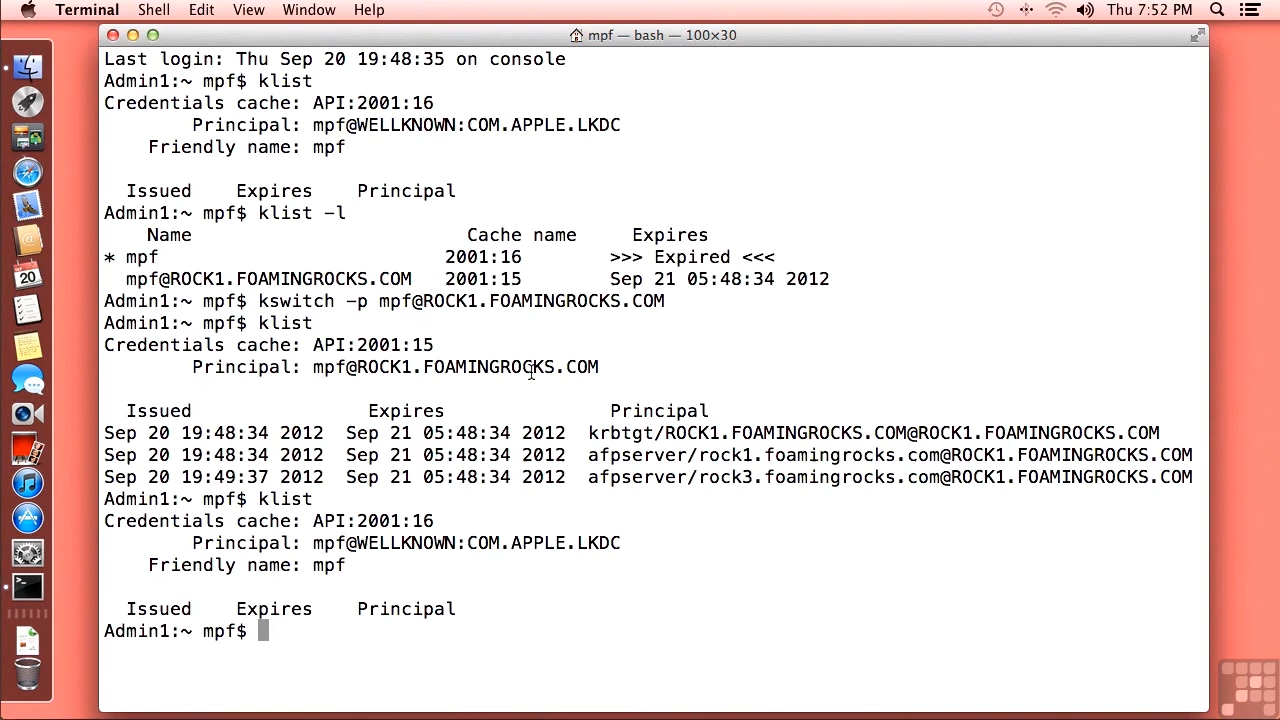 Terminal Shell Edit View Window Help Thu 7:52 PM
mpf — bash — 100×30
Last login: Thu Sep 20 19:48:35 on console
Admin1:~ mpf$ klist
Credentials cache: API:2001:16
Principal: mpf@WELLKNOWN:COM.APPLE.LKDC
Friendly name: mpf
Issued Expires Principal
Admin1:~ mpf$ klist -l
Name Cache name Expires
* mpf 2001:16 >>> Expired <<<
mpf@ROCK1.FOAMINGROCKS.COM 2001:15 Sep 21 05:48:34 2012
Admin1:~ mpf$ kswitch -p mpf@ROCK1.FOAMINGROCKS.COM
Admin1:~ mpf$ klist
Credentials cache: API:2001:15
Principal: mpf@ROCK1.FOAMINGROCKS.COM
Issued Expires Principal
Sep 20 19:48:34 2012 Sep 21 05:48:34 2012 krbtgt/ROCK1.FOAMINGROCKS.COM@ROCK1.FOAMINGROCKS.COM
Sep 20 19:48:34 2012 Sep 21 05:48:34 2012 afpserver/rock1.foamingrocks.com@ROCK1.FOAMINGROCKS.COM
Sep 20 19:49:37 2012 Sep 21 05:48:34 2012 afpserver/rock3.foamingrocks.com@ROCK1.FOAMINGROCKS.COM
Admin1:~ mpf$ klist
Credentials cache: API:2001:16
Principal: mpf@WELLKNOWN:COM.APPLE.LKDC
Friendly name: mpf
Issued Expires Principal
Admin1:~ mpf$
20